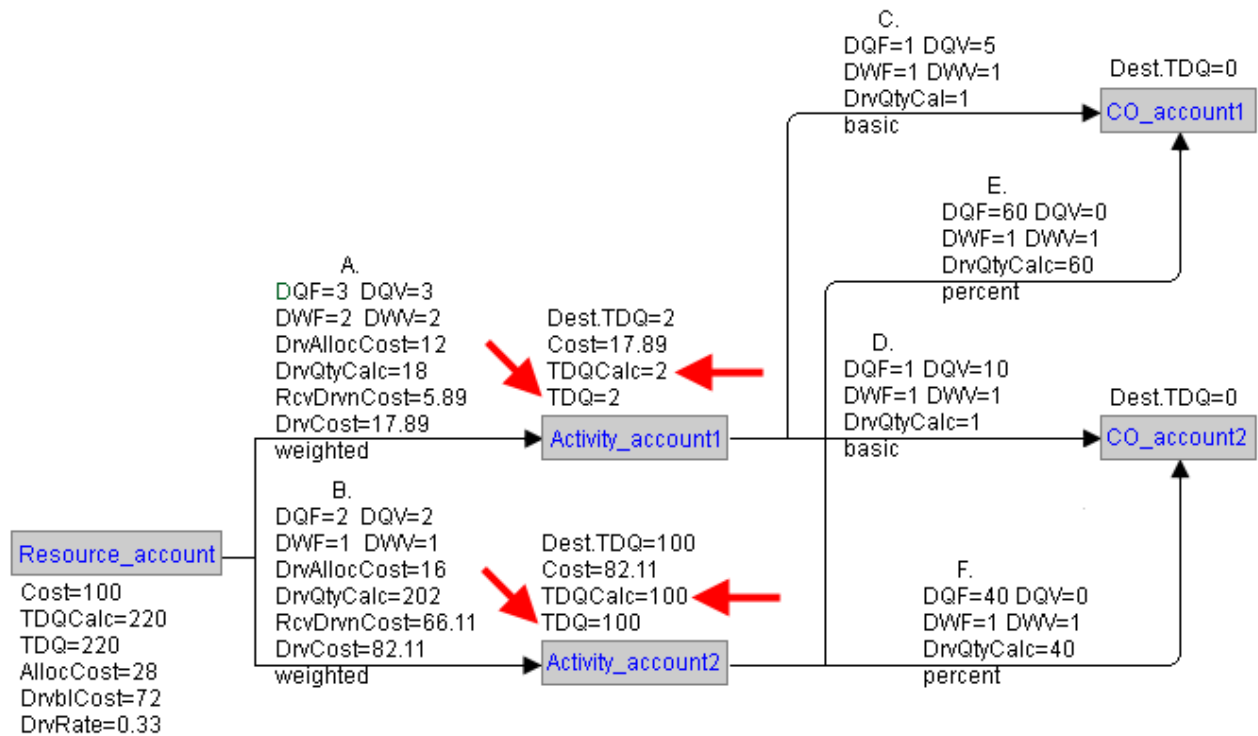 C.
DQF=1 DQV=5
DWF=1 DWV=1
DrvQtyCal=1
basic
Dest.TDQ=0
CO_account1
E.
DQF=60 DQV=0
DWF=1 DWV=1
DrvQtyCalc=60
percent
A.
DQF=3 DQV=3
DWF=2 DWV=2
DrvAllocCost=12
DrvQtyCalc=18
RcvDrvnCost=5.89
DrvCost=17.89
weighted
Dest.TDQ=2
Cost=17.89
TDQCalc=2
TDQ=2
Activity_account1
D.
DQF=1 DQV=10
DWF=1 DWV=1
DrvQtyCalc=1
basic
Dest.TDQ=0
CO_account2
B.
DQF=2 DQV=2
DWF=1 DWV=1
DrvAllocCost=16
DrvQtyCalc=202
RcvDrvnCost=66.11
DrvCost=82.11
weighted
Dest.TDQ=100
Cost=82.11
TDQCalc=100
TDQ=100
Activity_account2
F.
DQF=40 DQV=0
DWF=1 DWV=1
DrvQtyCalc=40
percent
Resource_account
Cost=100
TDQCalc=220
TDQ=220
AllocCost=28
DrvblCost=72
DrvRate=0.33